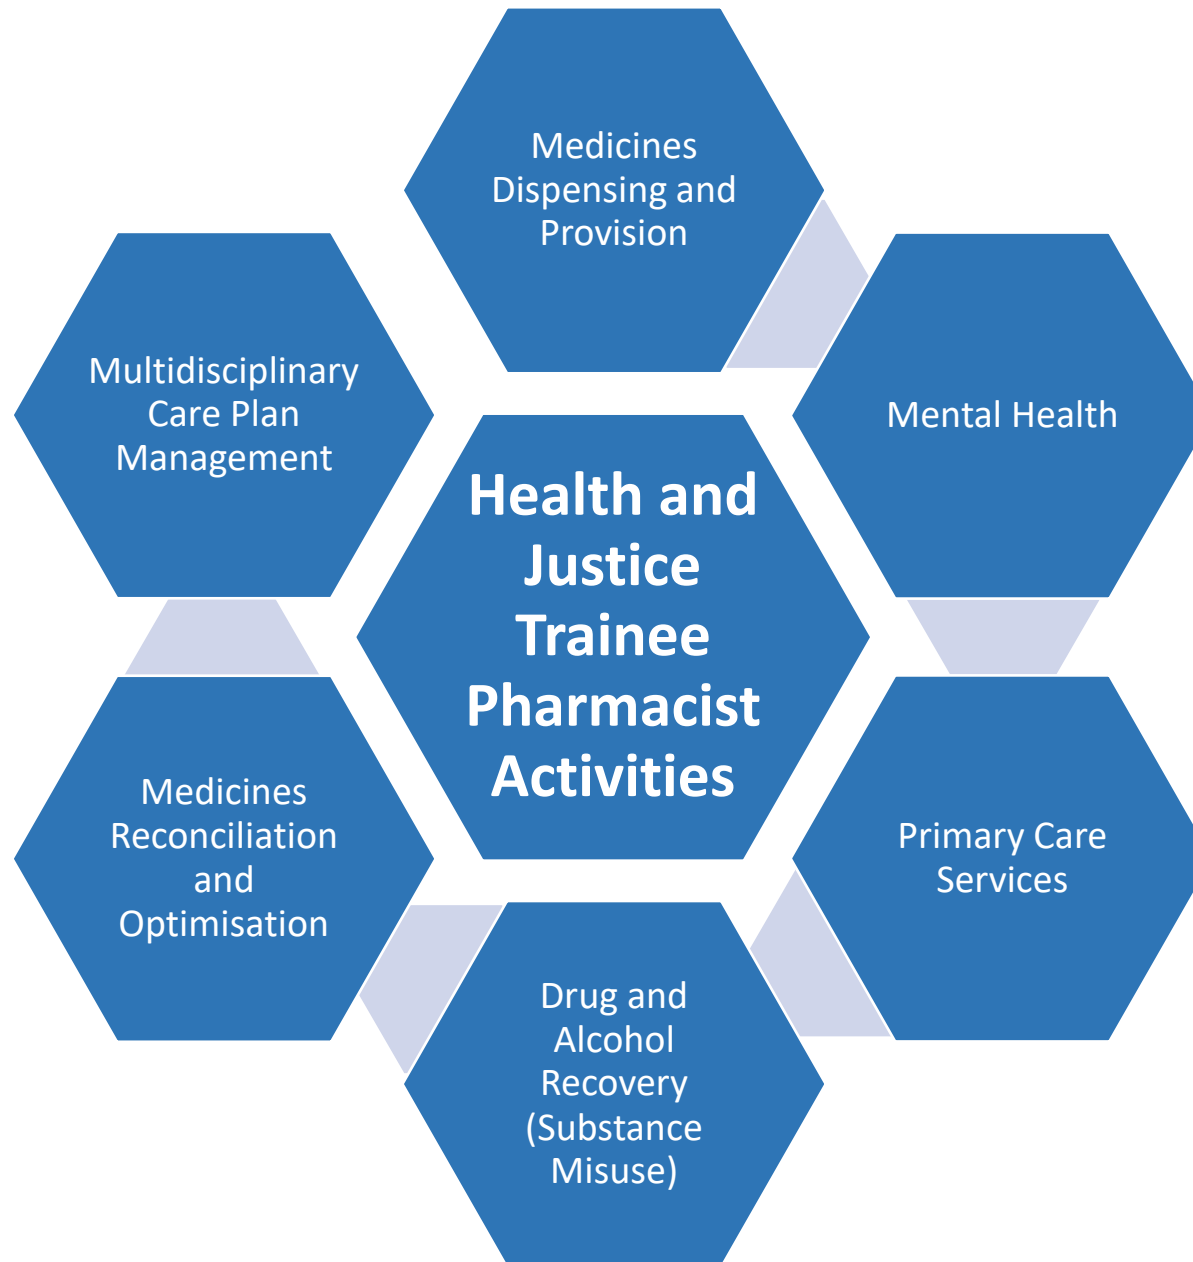 Medicines
Dispensing and
Provision
Mental Health
Primary Care
Services
Drug and
Alcohol
Recovery
(Substance
Misuse)
Medicines
Reconciliation
and
Optimisation
Multidisciplinary
Care Plan
Management
Health and
Justice
Trainee
Pharmacist
Activities